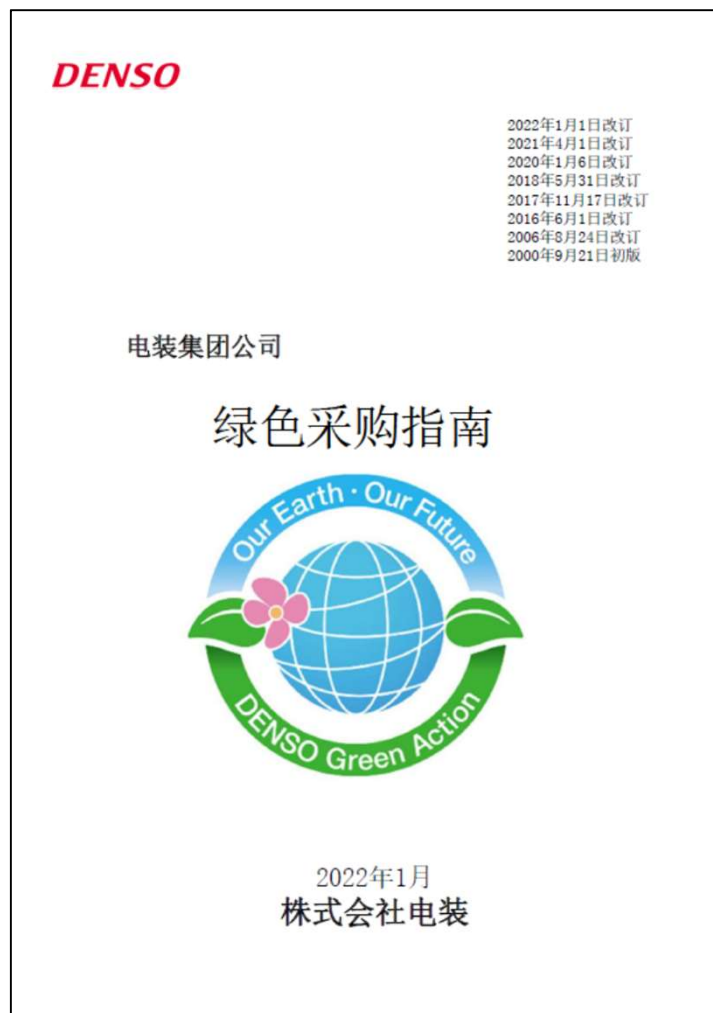 DENSO
2022年1月1日改订
2021年4月1日改订
2020年1月6日改订
2018年5月31日改订
2017年11月17日改订
2016年6月1日改订
2006年8月24日改订
2000年9月21日初版
电装集团公司
绿色采购指南
Our Earth · Our Future
DENSO Green Action
2022年1月
株式会社电装